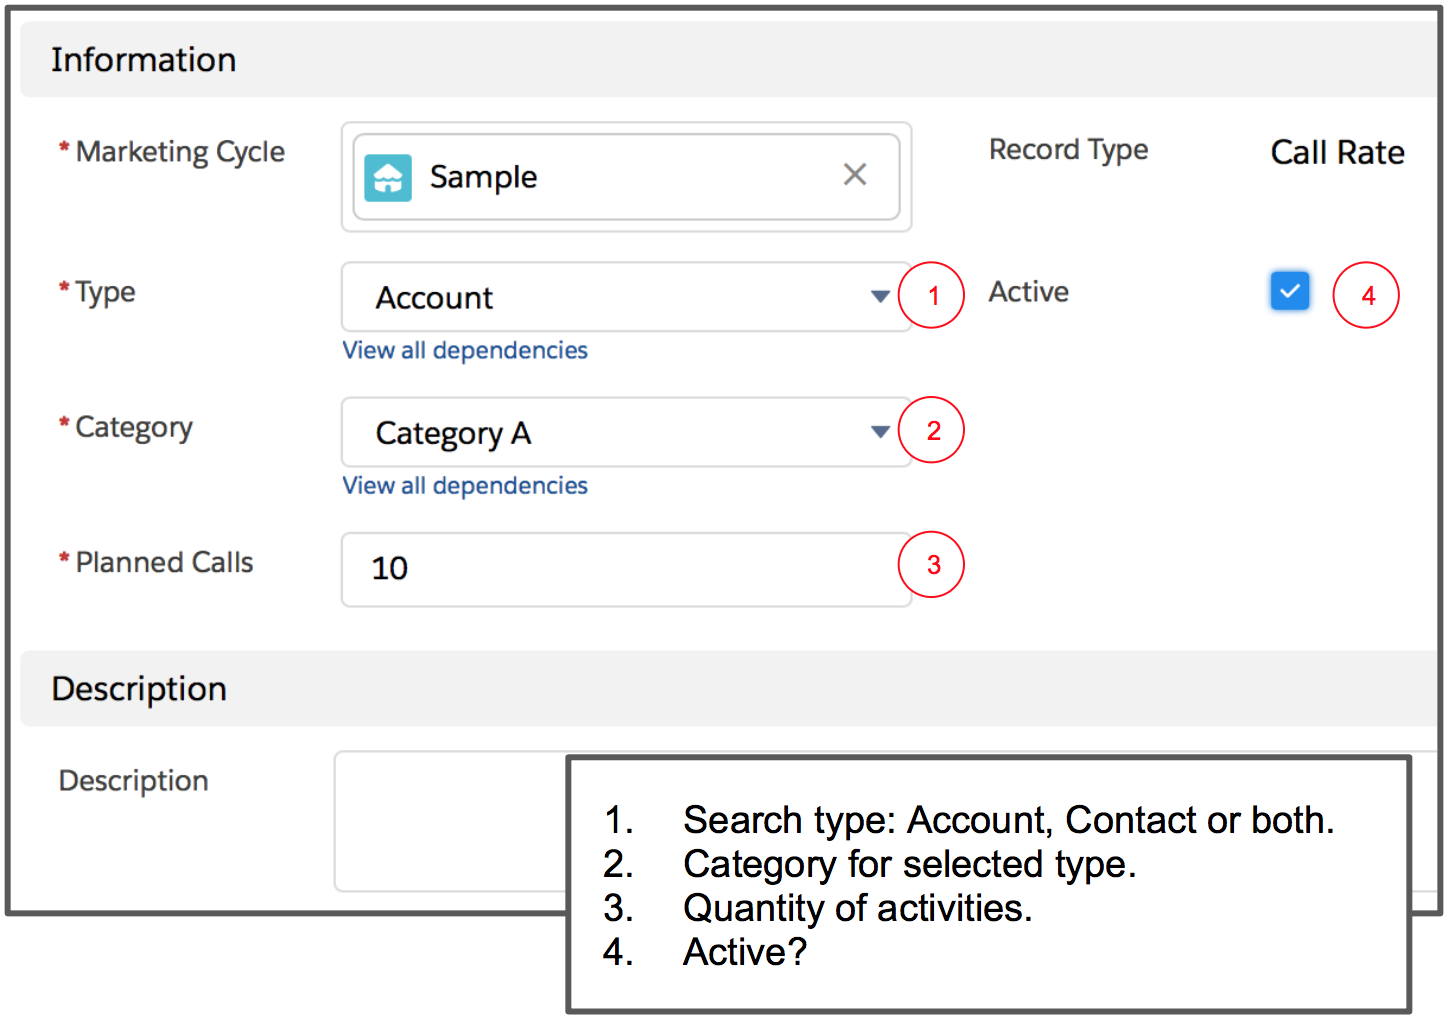 Information
* Marketing Cycle
Sample
Record Type
Call Rate
* Type
Account
1
Active
4
View all dependencies
* Category
Category A
2
View all dependencies
* Planned Calls
10
3
Description
Description
1. Search type: Account, Contact or both.
2. Category for selected type.
3. Quantity of activities.
4. Active?